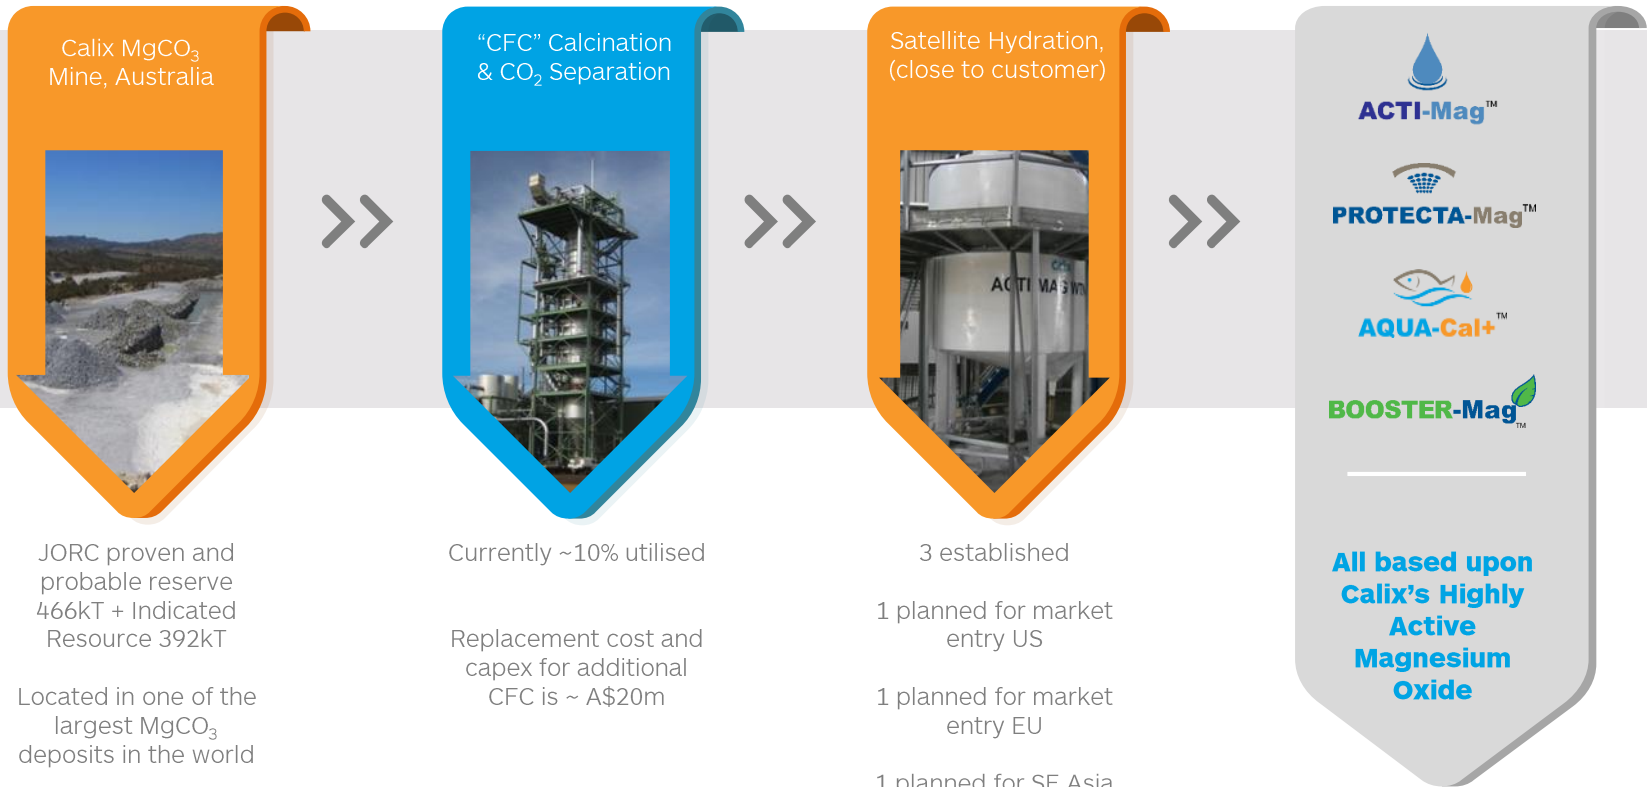 Calix MgCO₃
Mine, Australia
JORC proven and
probable reserve
466kT + Indicated
Resource 392kT
Located in one of the
largest MgCO₃
deposits in the world
“CFC” Calcination
& CO₂ Separation
Currently ~10% utilised
Replacement cost and
capex for additional
CFC is ~ A$20m
Satellite Hydration,
(close to customer)
ACTI MAG
3 established
1 planned for market
entry US
1 planned for market
entry EU
1 planned for SE Asia
ACTI-Mag™
PROTECTA-Mag™
AQUA-Cal+™
BOOSTER-Mag™
All based upon
Calix’s Highly
Active
Magnesium
Oxide